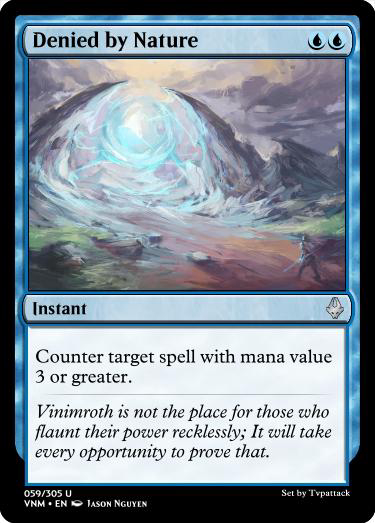 Denied by Nature
Instant
Counter target spell with mana value
3 or greater.
Vinimroth is not the place for those who
flaunt their power recklessly; It will take
every opportunity to prove that.
059/305 U
VNM • EN Jason Nguyen
Set by Tvpattack